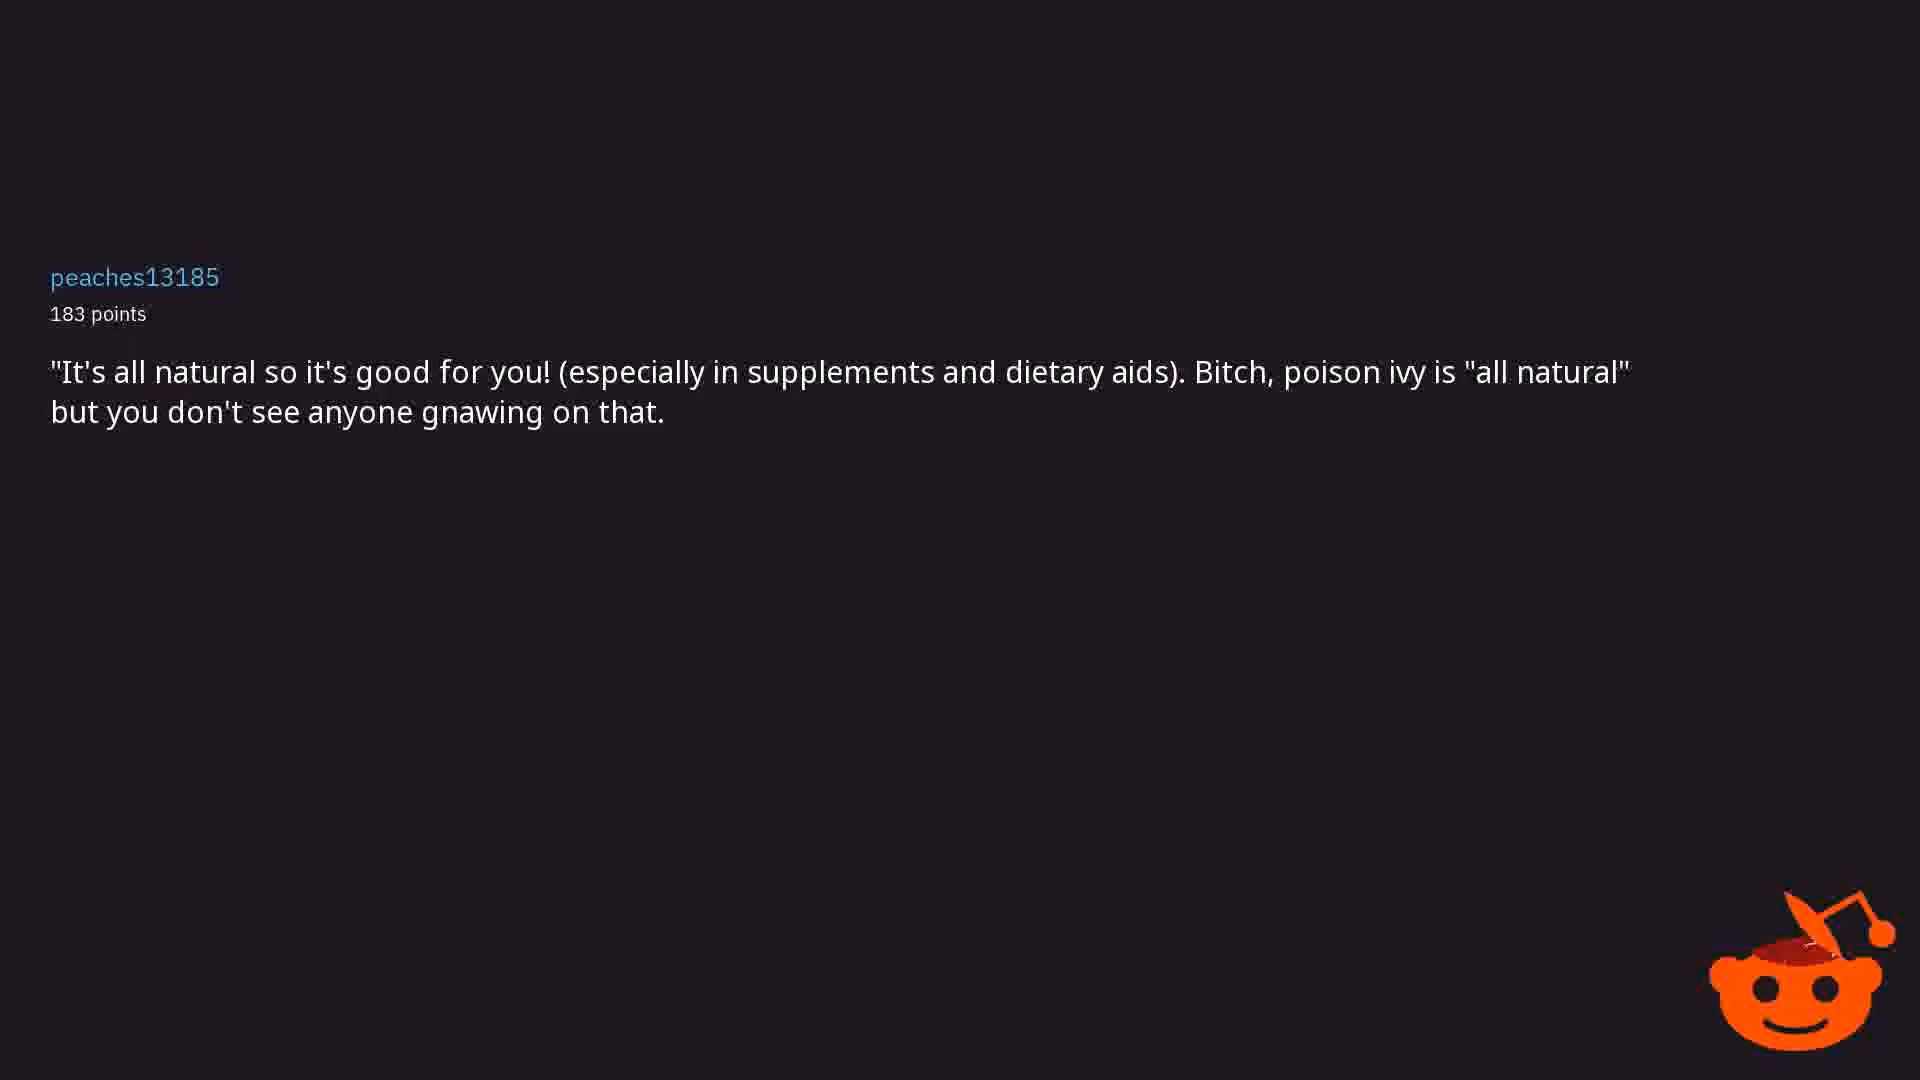 peaches13185
183 points
"It's all natural so it's good for you! (especially in supplements and dietary aids). Bitch, poison ivy is "all natural"
but you don't see anyone gnawing on that.